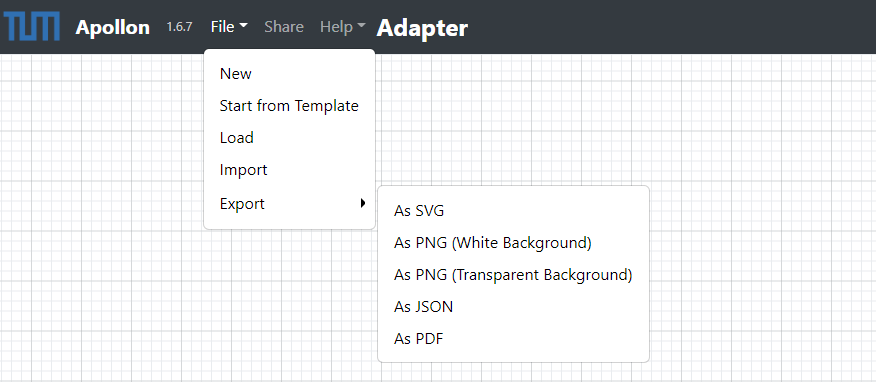 TUM Apollon 1.6.7 File Share Help Adapter
New
Start from Template
Load
Import
Export
As SVG
As PNG (White Background)
As PNG (Transparent Background)
As JSON
As PDF